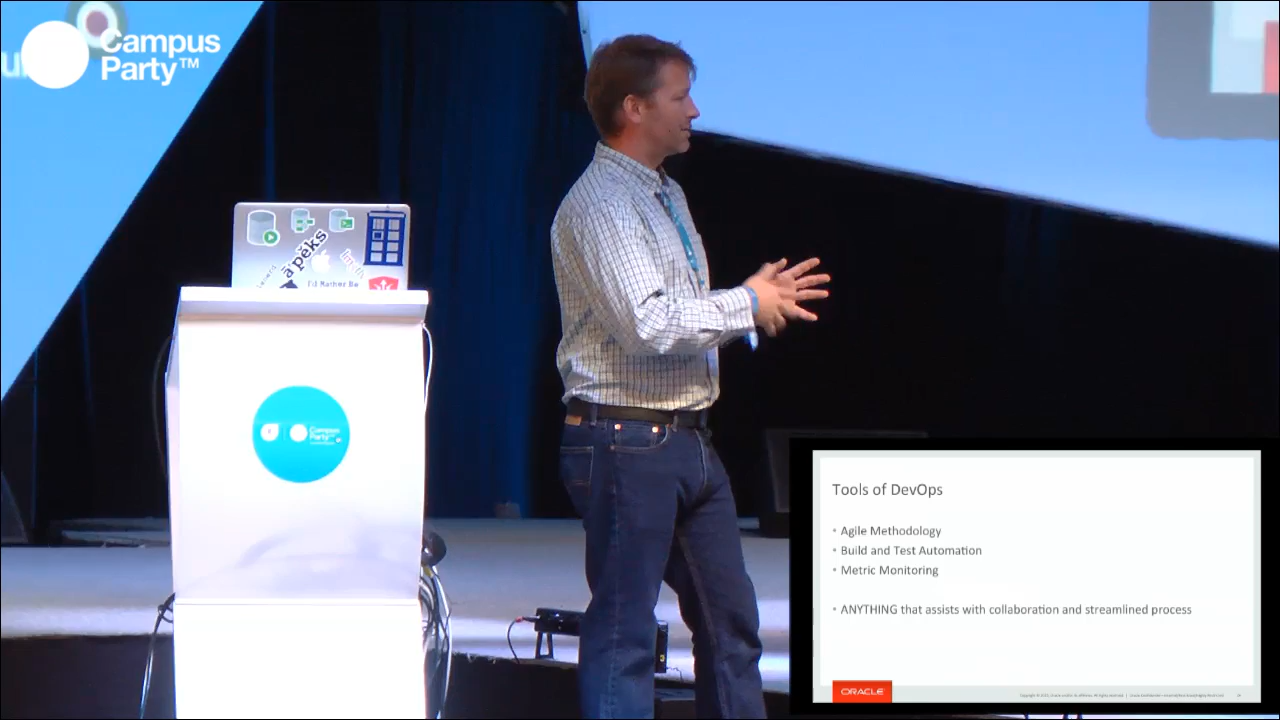 Campus
Party™
apēks
I'd Rather Be
Campus
Party
Tools of DevOps
• Agile Methodology
• Build and Test Automation
• Metric Monitoring
• ANYTHING that assists with collaboration and streamlined process
ORACLE